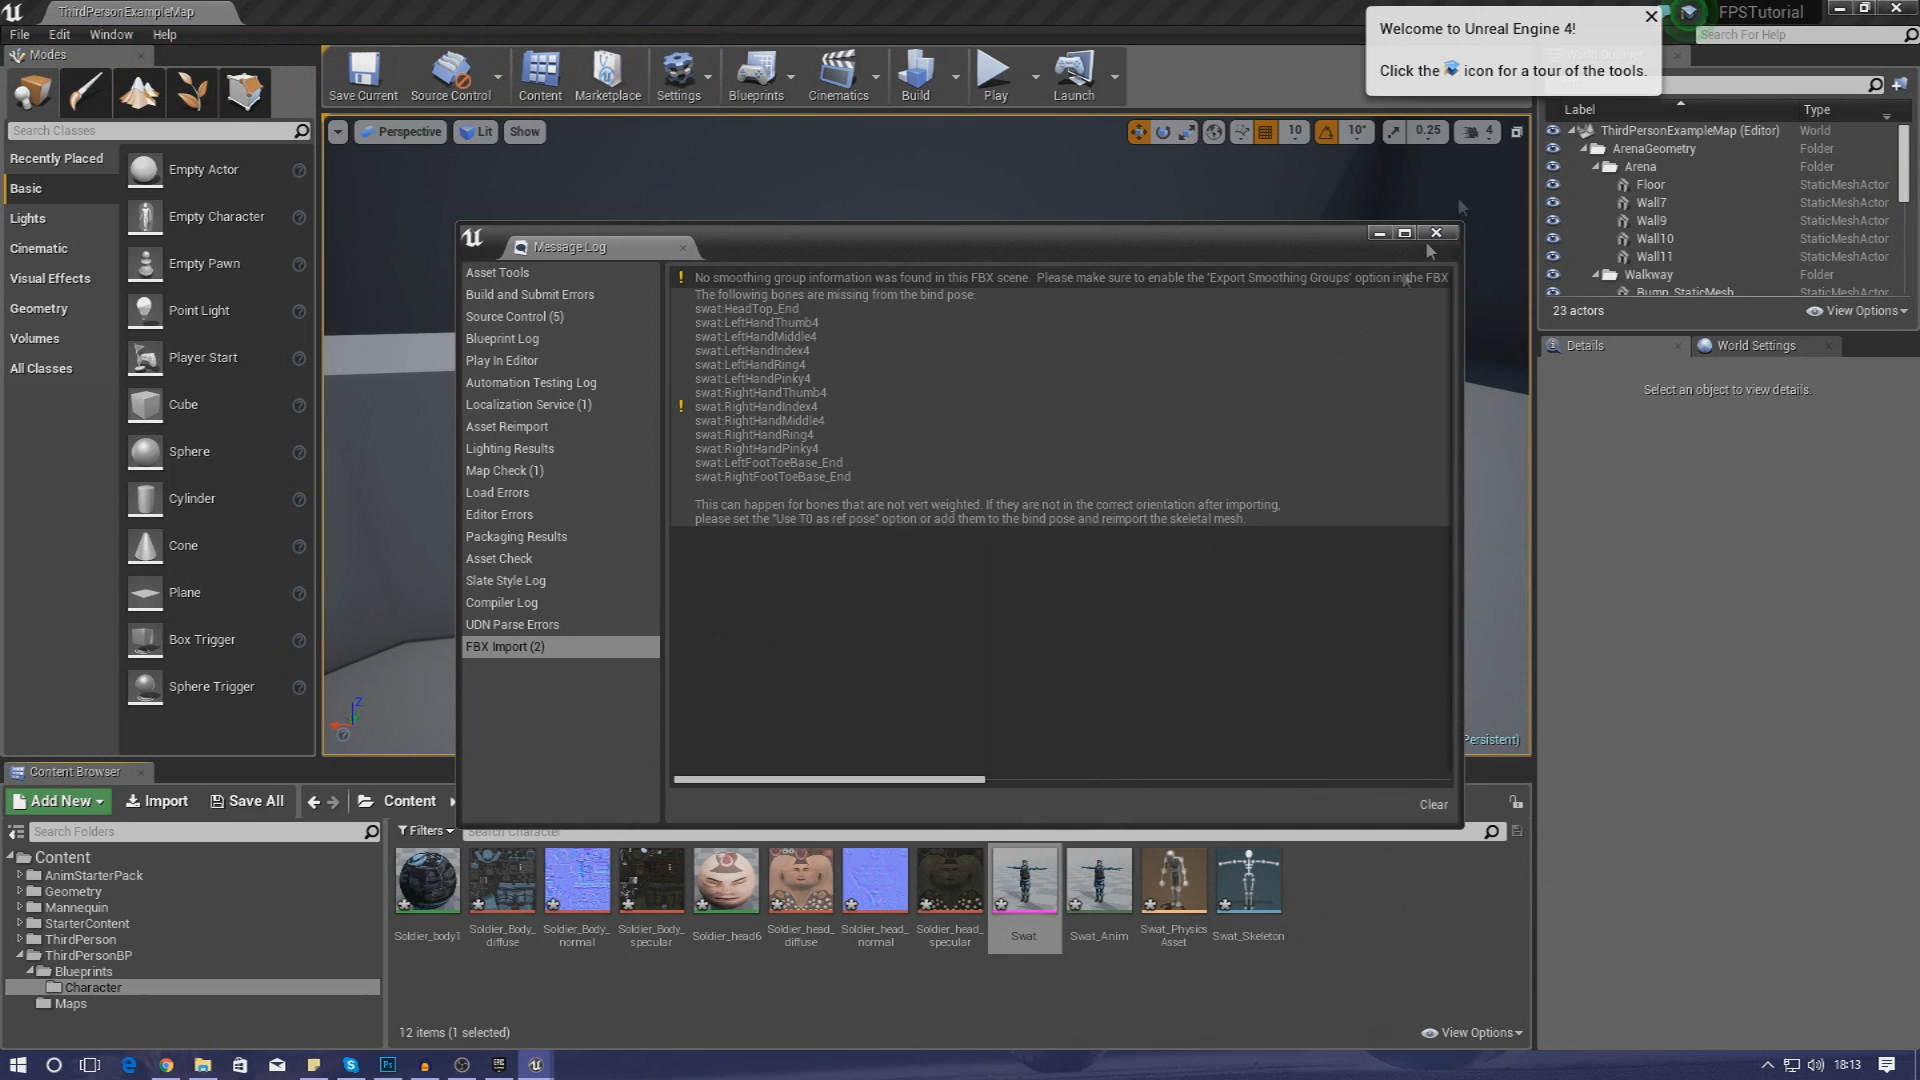 ThirdPersonExampleMap
FPSTutorial
File Edit Window Help
Search For Help
Welcome to Unreal Engine 4!
Click the icon for a tour of the tools.
Modes
Search Classes
Recently Placed
Basic
Lights
Cinematic
Visual Effects
Geometry
Volumes
All Classes
Empty Actor
Empty Character
Empty Pawn
Point Light
Player Start
Cube
Sphere
Cylinder
Cone
Plane
Box Trigger
Sphere Trigger
Save Current
Source Control
Content
Marketplace
Settings
Blueprints
Cinematics
Build
Play
Launch
Perspective
Lit
Show
10
10°
0.25
4
Z
Persistent)
Message Log
Asset Tools
Build and Submit Errors
Source Control (5)
Blueprint Log
Play In Editor
Automation Testing Log
Localization Service (1)
Asset Reimport
Lighting Results
Map Check (1)
Load Errors
Editor Errors
Packaging Results
Asset Check
Slate Style Log
Compiler Log
UDN Parse Errors
FBX Import (2)
No smoothing group information was found in this FBX scene. Please make sure to enable the 'Export Smoothing Groups' option in the FBX
The following bones are missing from the bind pose:
swat:HeadTop_End
swat:LeftHandThumb4
swat:LeftHandMiddle4
swat:LeftHandIndex4
swat:LeftHandRing4
swat:LeftHandPinky4
swat:RightHandThumb4
swat:RightHandIndex4
swat:RightHandMiddle4
swat:RightHandRing4
swat:RightHandPinky4
swat:LeftFootToeBase_End
swat:RightFootToeBase_End
This can happen for bones that are not vert weighted. If they are not in the correct orientation after importing,
please set the "Use T0 as ref pose" option or add them to the bind pose and reimport the skeletal mesh.
Clear
Label Type
ThirdPersonExampleMap (Editor) World
ArenaGeometry Folder
Arena Folder
Floor StaticMeshActor
Wall7 StaticMeshActor
Wall9 StaticMeshActor
Wall10 StaticMeshActor
Wall11 StaticMeshActor
Walkway Folder
Bump_StaticMesh StaticMeshActor
23 actors
View Options
Details
World Settings
Select an object to view details.
Content Browser
Add New
Import
Save All
Content
Search Folders
Filters
Search Character
Content
AnimStarterPack
Geometry
Mannequin
StarterContent
ThirdPerson
ThirdPersonBP
Blueprints
Character
Maps
Soldier_body1
Soldier_Body_
diffuse
Soldier_Body_
normal
Soldier_Body_
specular
Soldier_head6
Soldier_head_
diffuse
Soldier_head_
normal
Soldier_head_
specular
Swat
Swat_Anim
Swat_Physics
Asset
Swat_Skeleton
12 items (1 selected)
View Options
18:13